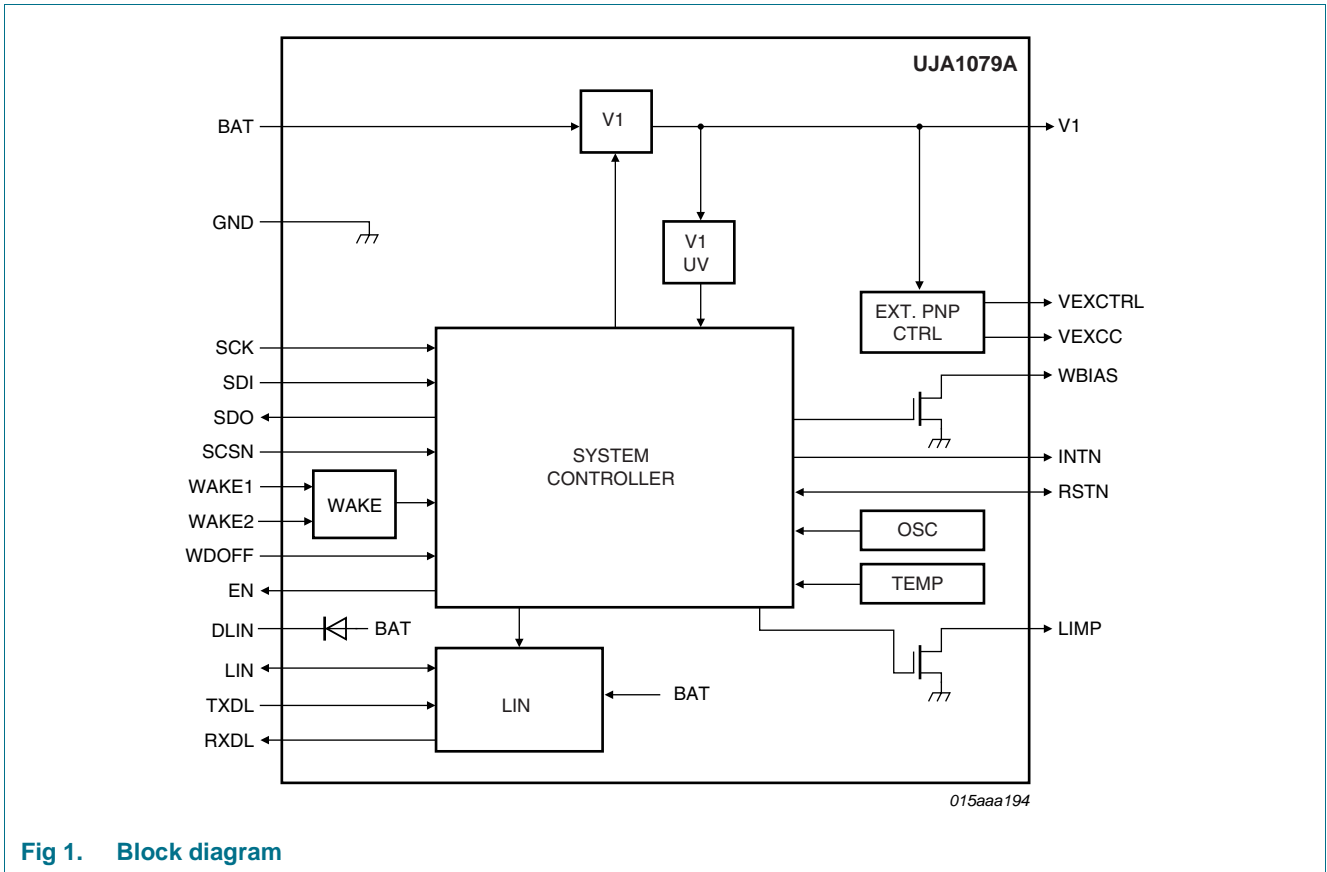 UJA1079A
BAT
V1
V1
GND
V1
UV
EXT. PNP
CTRL
VEXCTRL
VEXCC
WBIAS
SCK
SDI
SDO
SCSN
WAKE1
WAKE2
WAKE
WDOFF
EN
SYSTEM
CONTROLLER
INTN
RSTN
OSC
TEMP
DLIN
BAT
LIMP
LIN
TXDL
RXDL
LIN
BAT
015aaa194
Fig 1. Block diagram